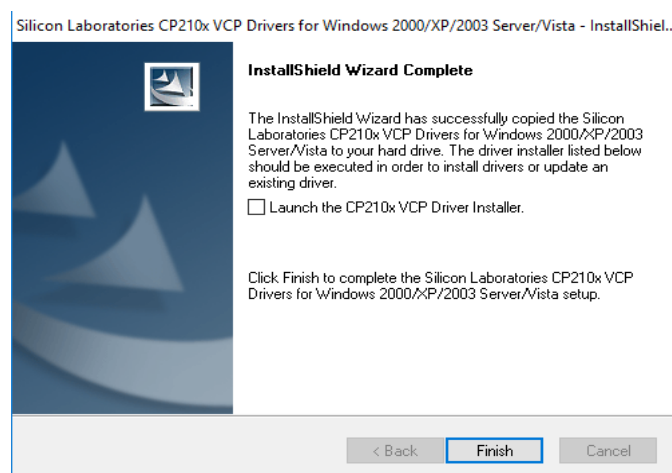 Silicon Laboratories CP210x VCP Drivers for Windows 2000/XP/2003 Server/Vista - InstallShiel...
InstallShield Wizard Complete
The InstallShield Wizard has successfully copied the Silicon
Laboratories CP210x VCP Drivers for Windows 2000/XP/2003
Server/Vista to your hard drive. The driver installer listed below
should be executed in order to install drivers or update an
existing driver.
Launch the CP210x VCP Driver Installer.
Click Finish to complete the Silicon Laboratories CP210x VCP
Drivers for Windows 2000/XP/2003 Server/Vista setup.
< Back Finish Cancel